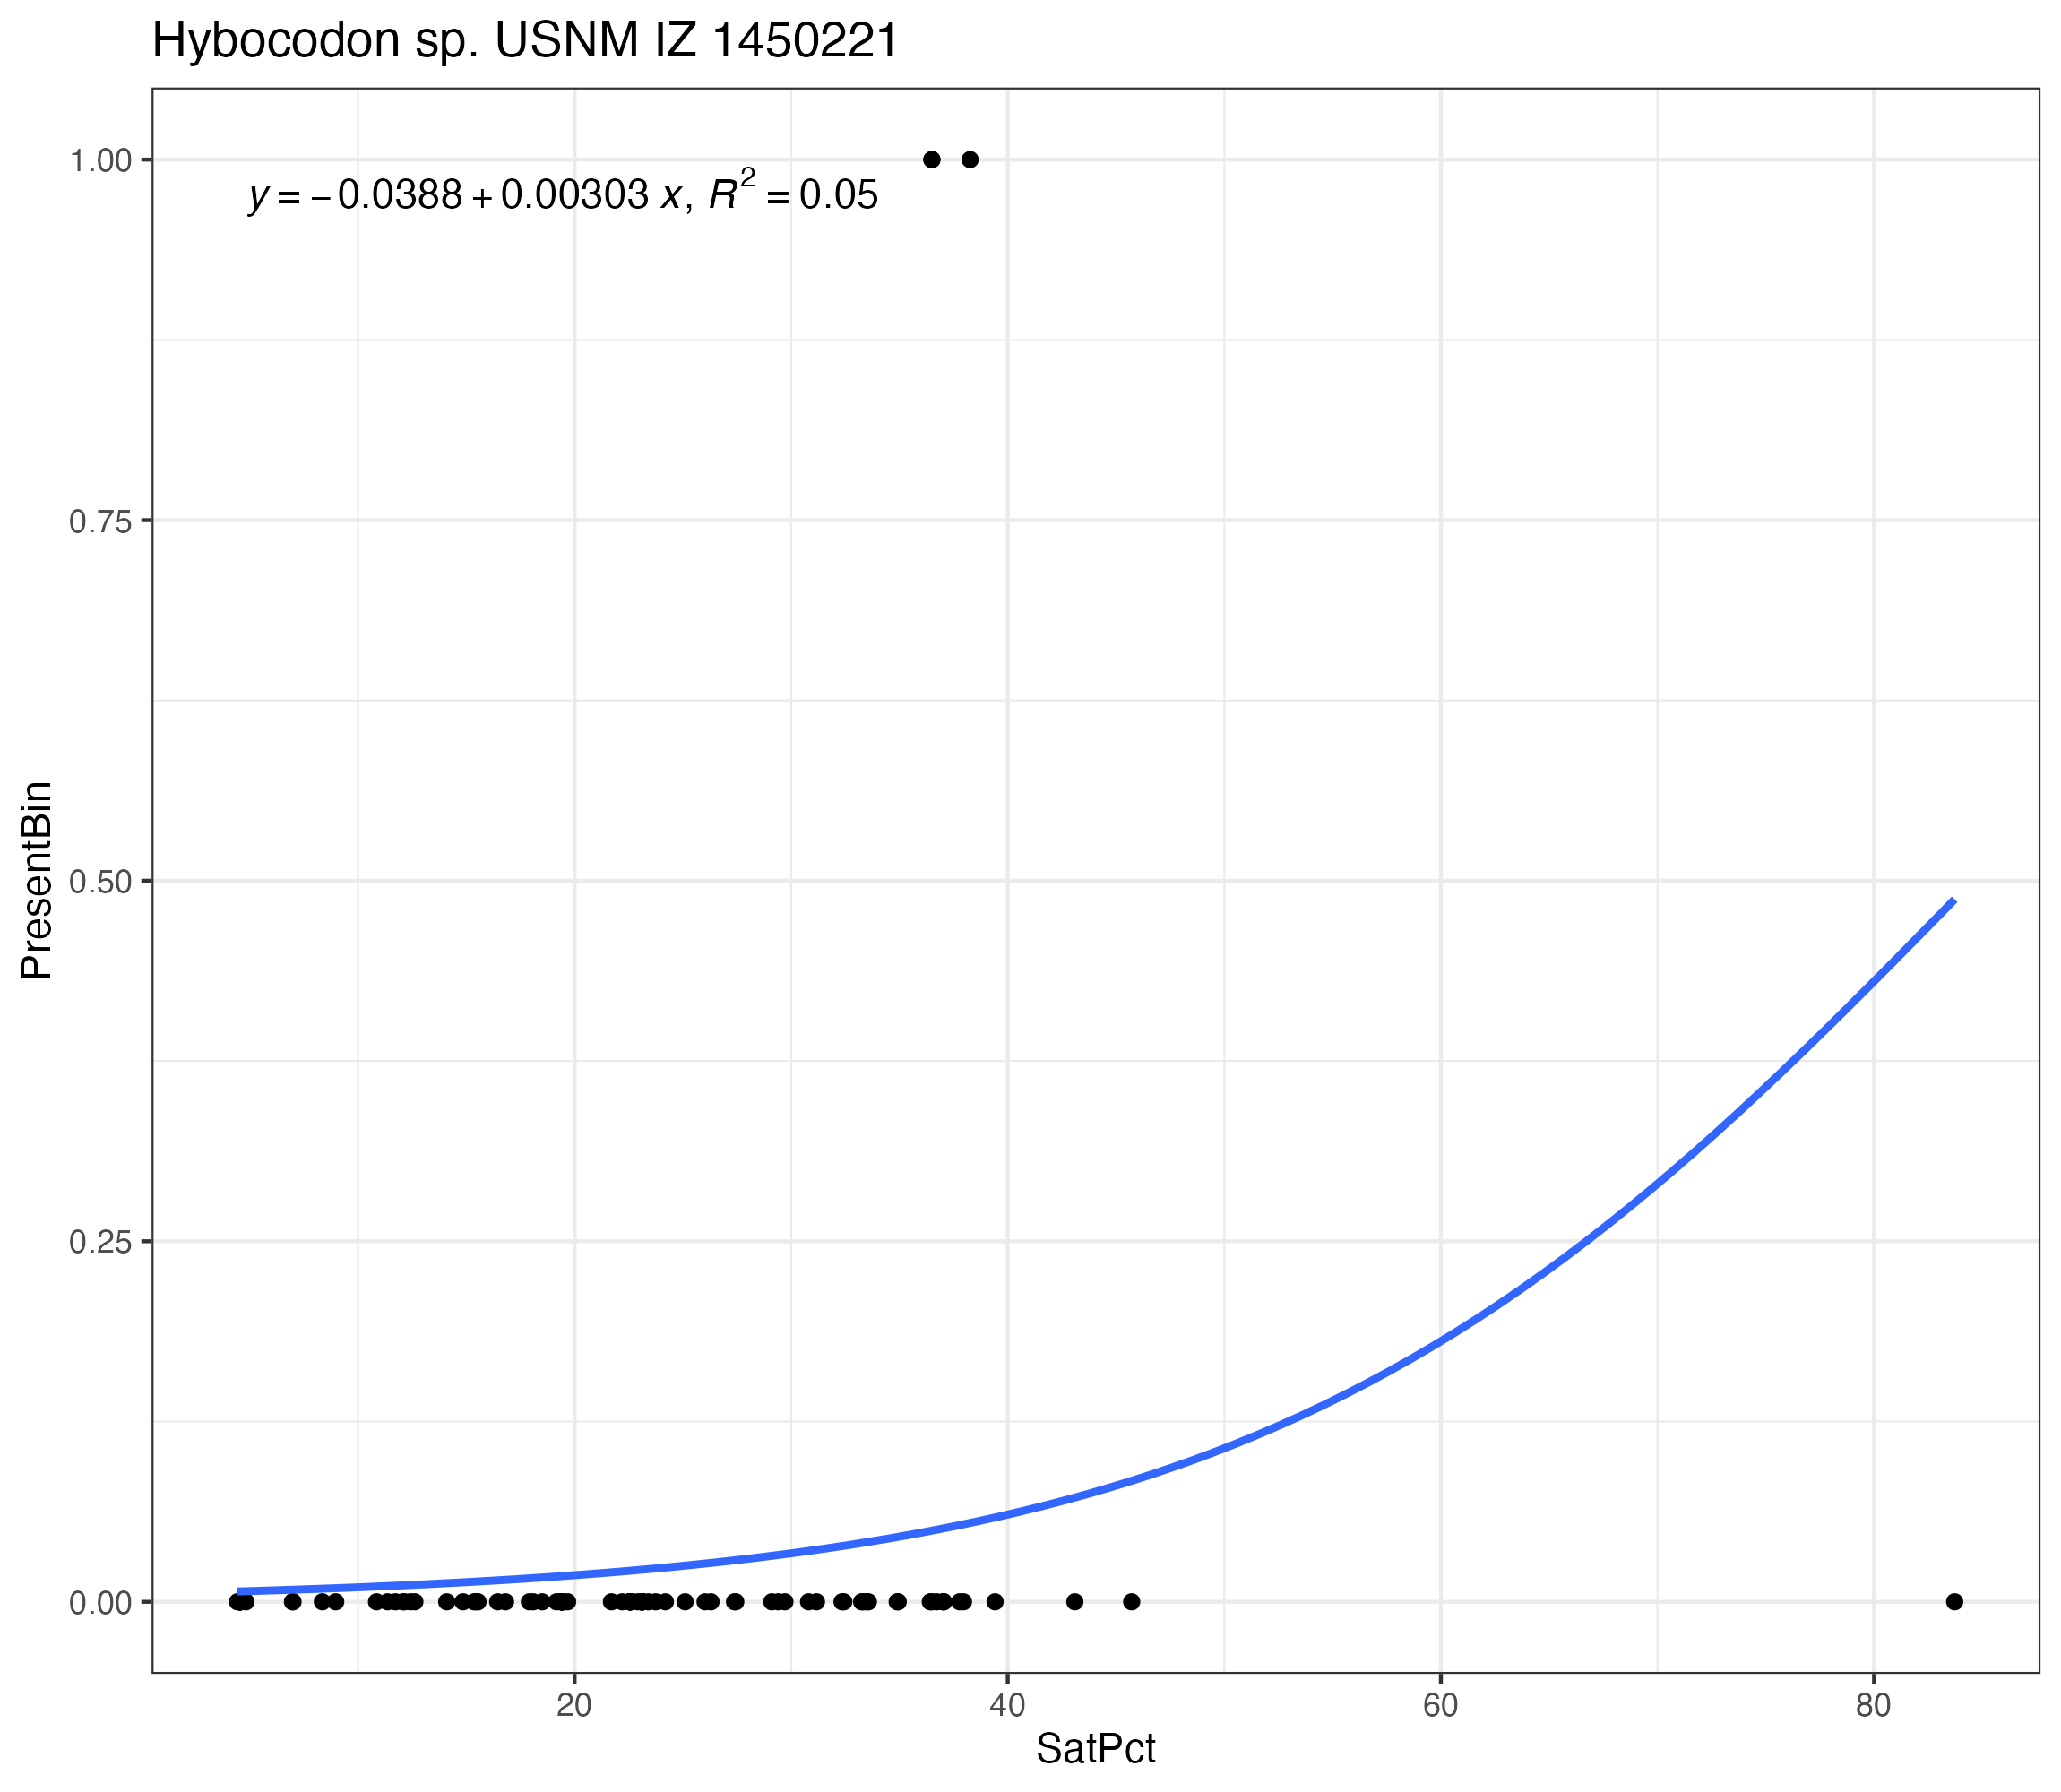 Hybocodon sp. USNM IZ 1450221
1.00
y = −0.0388 + 0.00303 x, R² = 0.05
0.75
0.50
0.25
0.00
PresentBin
20 40 60 80
SatPct